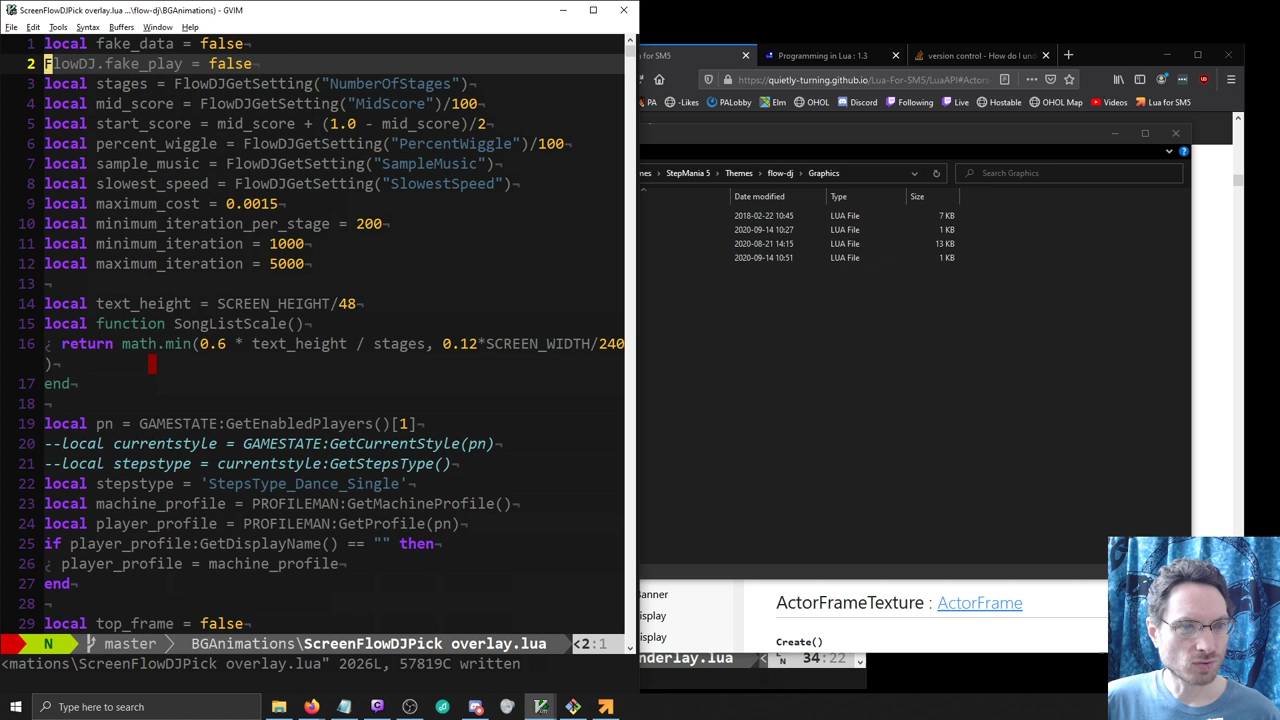 ScreenFlowDJPick overlay.lua ...\flow-dj\BGAnimations) - GVIM
File Edit Tools Syntax Buffers Window Help
1 local fake_data = false¬
2 FlowDJ.fake_play = false¬
3 local stages = FlowDJGetSetting("NumberOfStages")¬
4 local mid_score = FlowDJGetSetting("MidScore")/100¬
5 local start_score = mid_score + (1.0 - mid_score)/2¬
6 local percent_wiggle = FlowDJGetSetting("PercentWiggle")/100¬
7 local sample_music = FlowDJGetSetting("SampleMusic")¬
8 local slowest_speed = FlowDJGetSetting("SlowestSpeed")¬
9 local maximum_cost = 0.0015¬
10 local minimum_iteration_per_stage = 200¬
11 local minimum_iteration = 1000¬
12 local maximum_iteration = 5000¬
13 ¬
14 local text_height = SCREEN_HEIGHT/48¬
15 local function SongListScale()¬
16 ¿ return math.min(0.6 * text_height / stages, 0.12*SCREEN_WIDTH/240
)¬
17 end¬
18 ¬
19 local pn = GAMESTATE:GetEnabledPlayers()[1]¬
20 --local currentstyle = GAMESTATE:GetCurrentStyle(pn)¬
21 --local stepstype = currentstyle:GetStepsType()¬
22 local stepstype = 'StepsType_Dance_Single'¬
23 local machine_profile = PROFILEMAN:GetMachineProfile()¬
24 local player_profile = PROFILEMAN:GetProfile(pn)¬
25 if player_profile:GetDisplayName() == "" then¬
26 ¿ player_profile = machine_profile¬
27 end¬
28 ¬
29 local top_frame = false¬
N master BGAnimations\ScreenFlowDJPick overlay.lua <2:1
<mations\ScreenFlowDJPick overlay.lua" 2026L, 57819C written
for SM5 Programming in Lua : 1.3 version control - How do I un
https://quietly-turning.github.io/Lua-For-SM5/LuaAPI#Actors
PA -Likes PALobby Elm OHOL Discord Following Live Hostable OHOL Map Videos Lua for SM5
StepMania 5 Themes flow-dj Graphics Search Graphics
Date modified Type Size
2018-02-22 10:45 LUA File 7 KB
2020-09-14 10:27 LUA File 1 KB
2020-08-21 14:15 LUA File 13 KB
2020-09-14 10:51 LUA File 1 KB
anner
isplay
isplay
ActorFrameTexture : ActorFrame
Create()
nderlay.lua 34:22
Type here to search